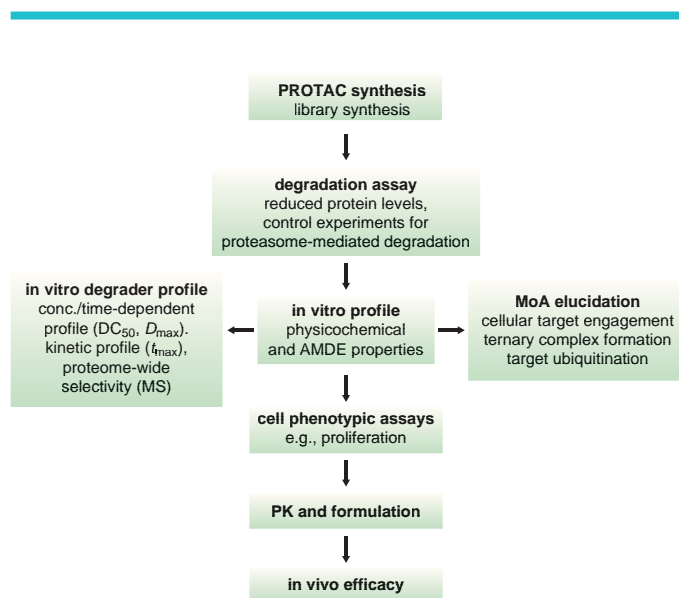 PROTAC synthesis
library synthesis
degradation assay
reduced protein levels,
control experiments for
proteasome-mediated degradation
in vitro degrader profile
conc./time-dependent
profile (DC50, Dmax).
kinetic profile (tmax),
proteome-wide
selectivity (MS)
in vitro profile
physicochemical
and AMDE properties
MoA elucidation
cellular target engagement
ternary complex formation
target ubiquitination
cell phenotypic assays
e.g., proliferation
PK and formulation
in vivo efficacy